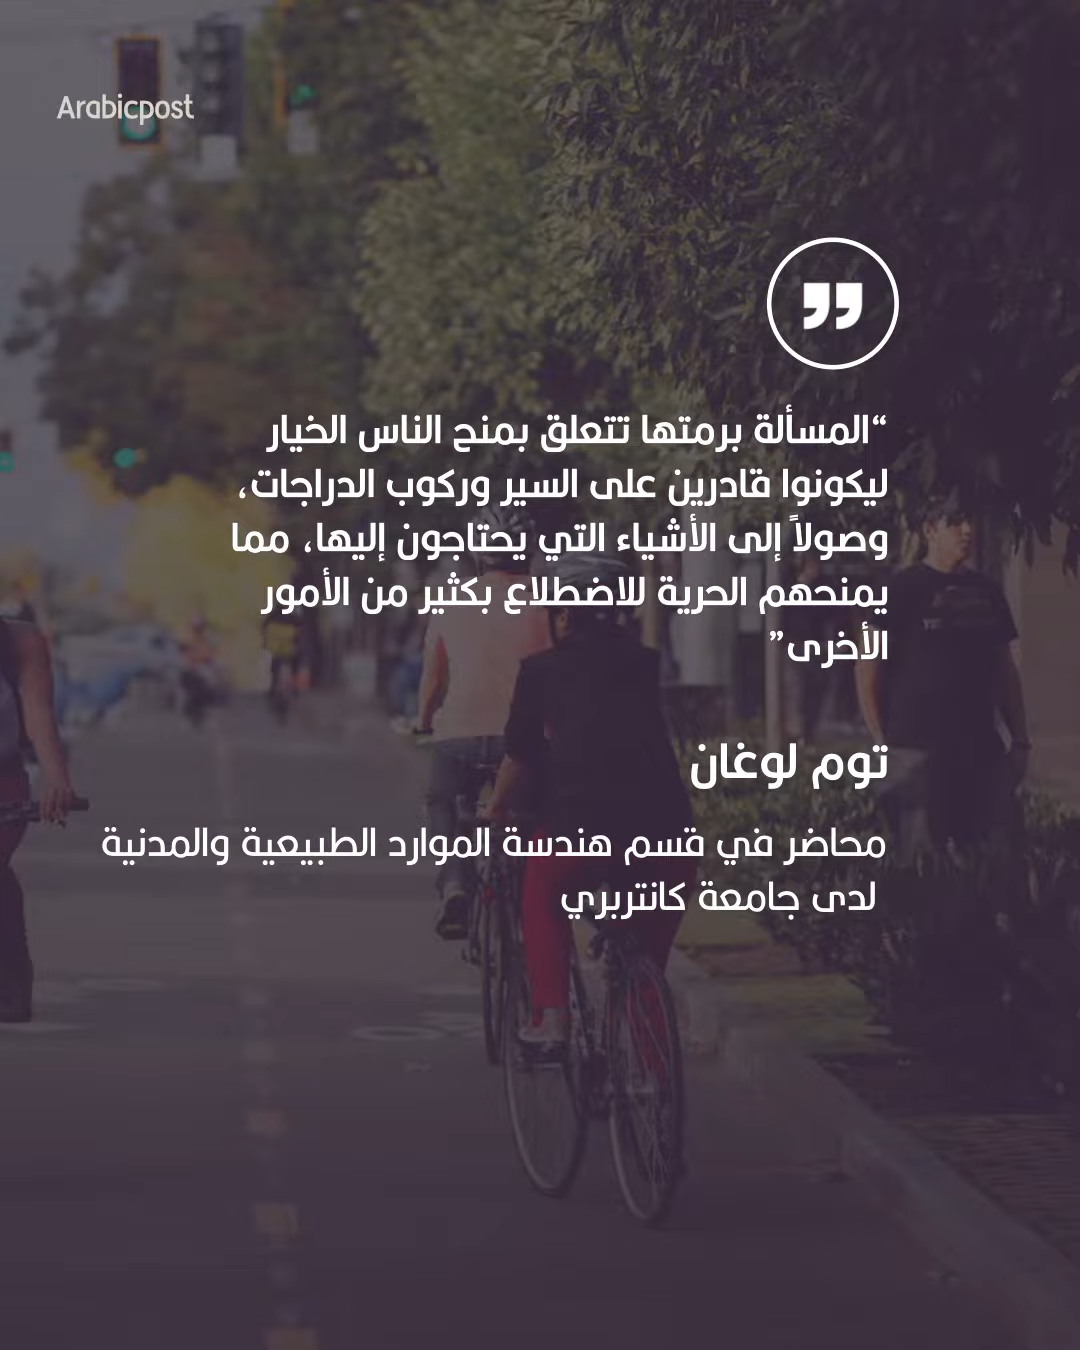 Arabicpost
“المسألة برمتها تتعلق بمنح الناس الخيار
ليكونوا قادرين على السير وركوب الدراجات،
وصولاً إلى الأشياء التي يحتاجون إليها، مما
يمنحهم الحرية للاضطلاع بكثير من الأمور
الأخرى”
توم لوغان
محاضر في قسم هندسة الموارد الطبيعية والمدنية
لدى جامعة كانتربري